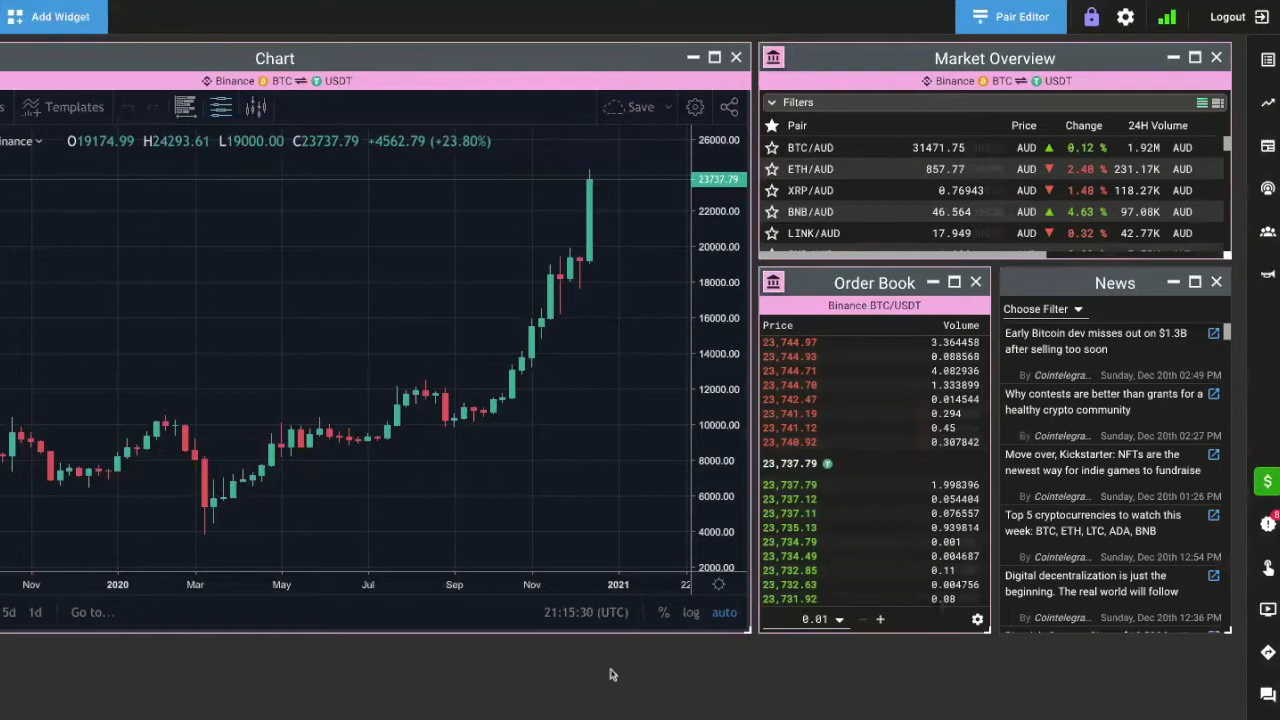 Add Widget
Pair Editor
Logout
Chart
Binance BTC USDT
s Templates
Save
inance O19174.99 H24293.61 L19000.00 C23737.79 +4562.79 (+23.80%)
26000.00
23737.79
22000.00
20000.00
18000.00
16000.00
14000.00
12000.00
10000.00
8000.00
6000.00
4000.00
2000.00
Nov 2020 Mar May Jul Sep Nov 2021 22
5d 1d Go to... 21:15:30 (UTC) % log auto
Market Overview
Binance BTC USDT
Filters
Pair Price Change 24H Volume
BTC/AUD 31471.75 AUD 0.12 % 1.92M AUD
ETH/AUD 857.77 AUD 2.48 % 231.17K AUD
XRP/AUD 0.76943 AUD 1.48 % 118.27K AUD
BNB/AUD 46.564 AUD 4.63 % 97.08K AUD
LINK/AUD 17.949 AUD 0.32 % 42.77K AUD
Order Book
Binance BTC/USDT
Price Volume
23,744.97 3.364458
23,744.93 0.088568
23,744.71 4.082936
23,744.70 1.333899
23,742.47 0.014544
23,741.19 0.294
23,741.12 0.45
23,740.92 0.307842
23,737.79
23,737.79 1.998396
23,737.12 0.054404
23,737.11 0.076557
23,735.13 0.939814
23,734.79 0.001
23,734.49 0.004687
23,732.85 0.11
23,732.63 0.004756
23,731.92 0.08
0.01 - +
News
Choose Filter
Early Bitcoin dev misses out on $1.3B
after selling too soon
By Cointelegra... Sunday, Dec 20th 02:49 PM
Why contests are better than grants for a
healthy crypto community
By Cointelegra... Sunday, Dec 20th 02:27 PM
Move over, Kickstarter: NFTs are the
newest way for indie games to fundraise
By Cointelegra... Sunday, Dec 20th 01:26 PM
Top 5 cryptocurrencies to watch this
week: BTC, ETH, LTC, ADA, BNB
By Cointelegra... Sunday, Dec 20th 12:54 PM
Digital decentralization is just the
beginning. The real world will follow
By Cointelegra... Sunday, Dec 20th 12:36 PM
$
8